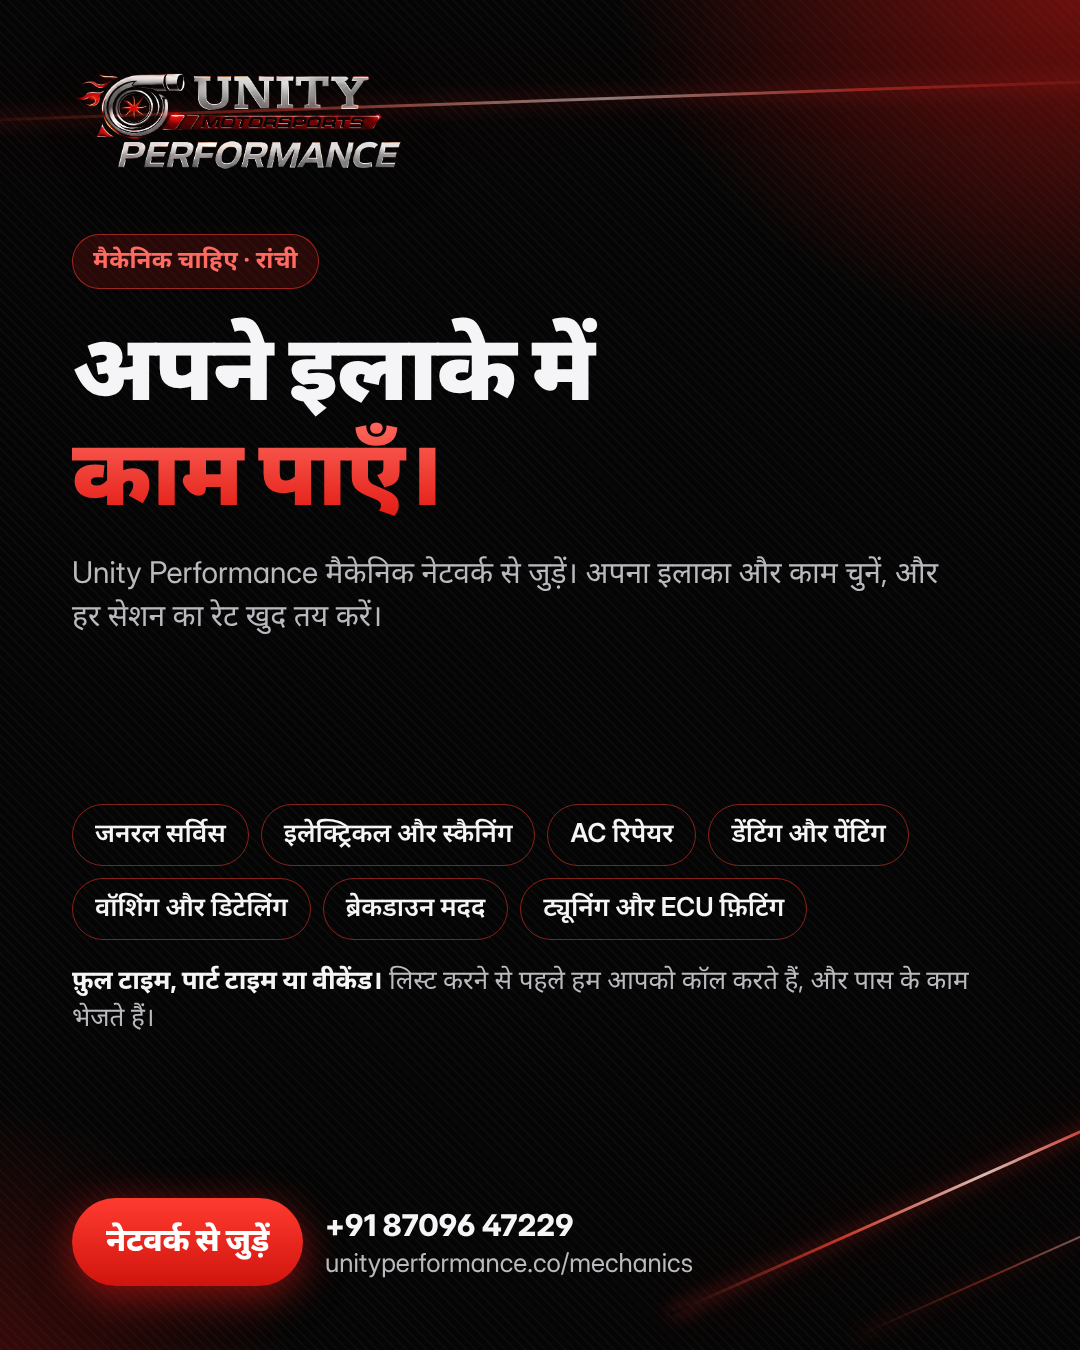 UNITY
MOTORSPORTS
PERFORMANCE
मैकेनिक चाहिए · रांची
अपने इलाके में
काम पाएँ।
Unity Performance मैकेनिक नेटवर्क से जुड़ें। अपना इलाका और काम चुनें, और
हर सेशन का रेट खुद तय करें।
जनरल सर्विस
इलेक्ट्रिकल और स्कैनिंग
AC रिपेयर
डेंटिंग और पेंटिंग
वॉशिंग और डिटेलिंग
ब्रेकडाउन मदद
ट्यूनिंग और ECU फ़िटिंग
फ़ुल टाइम, पार्ट टाइम या वीकेंड। लिस्ट करने से पहले हम आपको कॉल करते हैं, और पास के काम
भेजते हैं।
नेटवर्क से जुड़ें
+91 87096 47229
unityperformance.co/mechanics